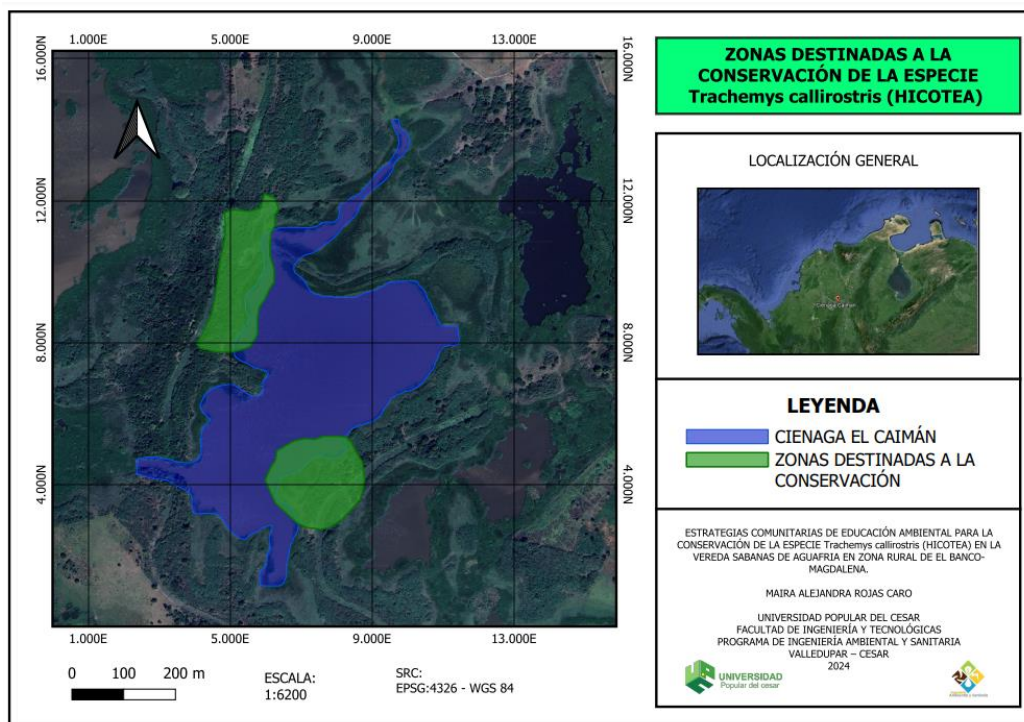 1.000E 5.000E 9.000E 13.000E
16.000N
12.000N
8.000N
4.000N
16.000N
12.000N
8.000N
4.000N
1.000E 5.000E 9.000E 13.000E
0 100 200 m
ESCALA:
1:6200
SRC:
EPSG:4326 - WGS 84
ZONAS DESTINADAS A LA
CONSERVACIÓN DE LA ESPECIE
Trachemys callirostris (HICOTEA)
LOCALIZACIÓN GENERAL
LEYENDA
CIENAGA EL CAIMÁN
ZONAS DESTINADAS A LA
CONSERVACIÓN
ESTRATEGIAS COMUNITARIAS DE EDUCACIÓN AMBIENTAL PARA LA
CONSERVACIÓN DE LA ESPECIE Trachemys callirostris (HICOTEA) EN LA
VEREDA SABANAS DE AGUAFRIA EN ZONA RURAL DE EL BANCO-
MAGDALENA.
MAIRA ALEJANDRA ROJAS CARO
UNIVERSIDAD POPULAR DEL CESAR
FACULTAD DE INGENIERÍA Y TECNOLÓGICAS
PROGRAMA DE INGENIERÍA AMBIENTAL Y SANITARIA
VALLEDUPAR – CESAR
2024
UNIVERSIDAD
Popular del cesar